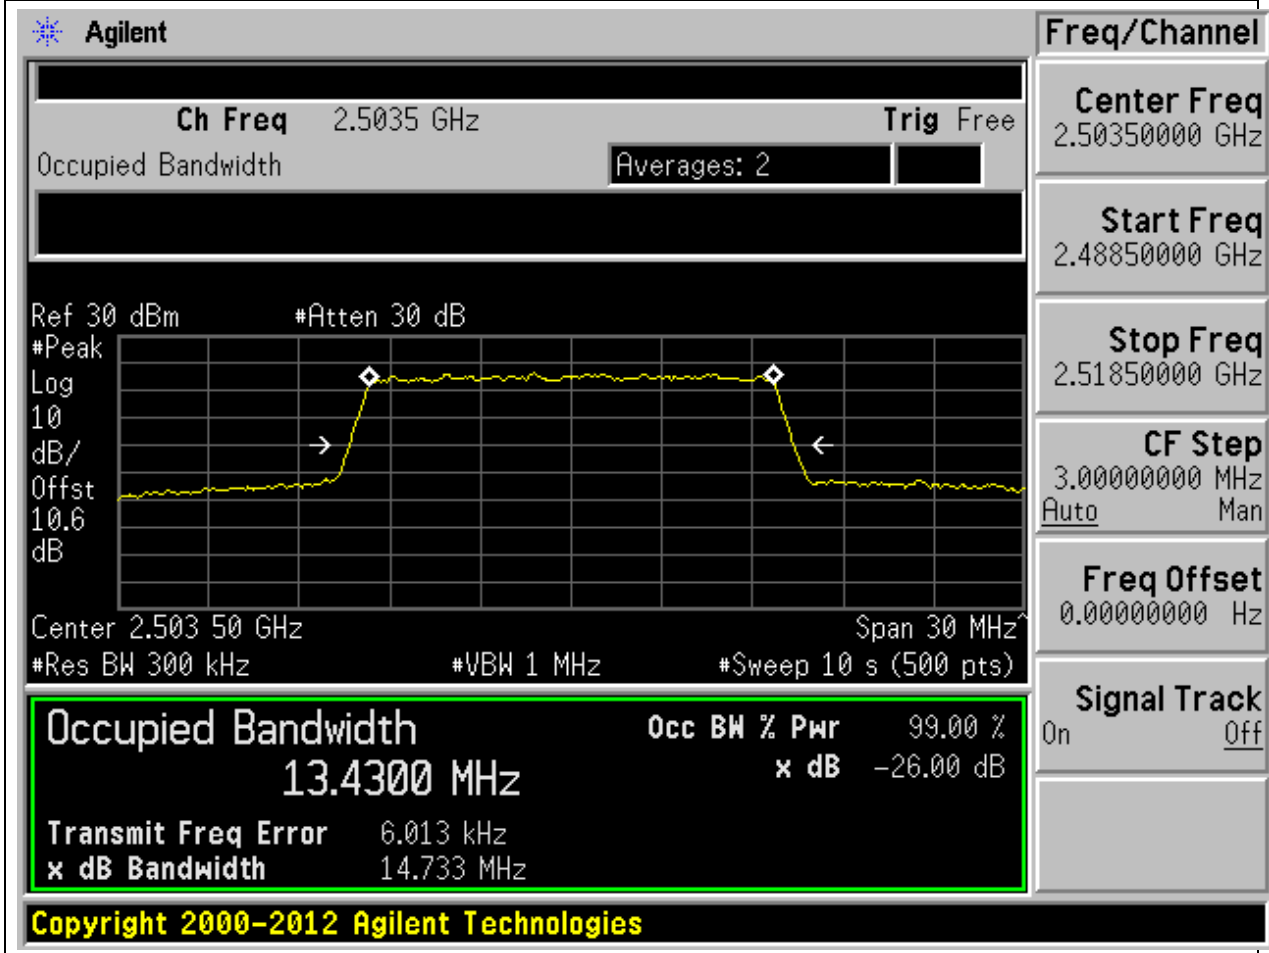 Agilent
Freq/Channel
Ch Freq 2.5035 GHz Trig Free
Occupied Bandwidth Averages: 2
Ref 30 dBm #Atten 30 dB
#Peak
Log
10
dB/
Offst
10.6
dB
Center 2.503 50 GHz Span 30 MHz^
#Res BW 300 kHz #VBW 1 MHz #Sweep 10 s (500 pts)
Occupied Bandwidth
13.4300 MHz
Occ BW % Pwr 99.00 %
x dB -26.00 dB
Transmit Freq Error 6.013 kHz
x dB Bandwidth 14.733 MHz
Copyright 2000-2012 Agilent Technologies
Center Freq
2.50350000 GHz
Start Freq
2.48850000 GHz
Stop Freq
2.51850000 GHz
CF Step
3.00000000 MHz
Auto Man
Freq Offset
0.00000000 Hz
Signal Track
On Off